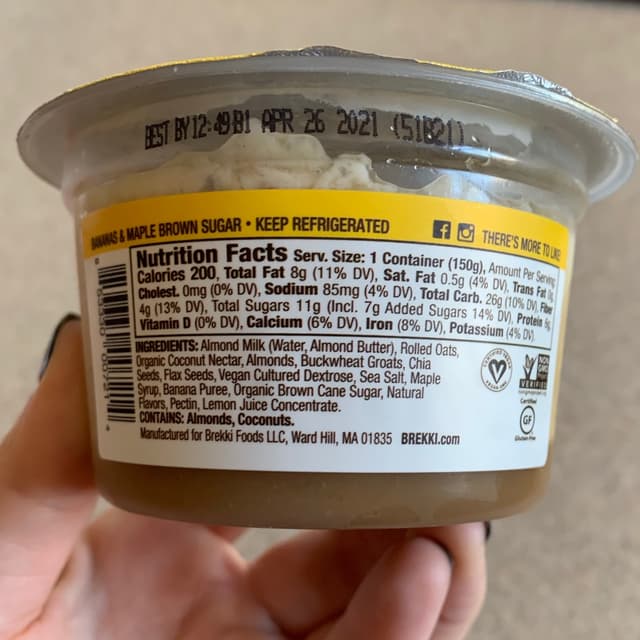 BEST BY 12:49 B1 APR 26 2021 (51821)
BANANAS & MAPLE BROWN SUGAR • KEEP REFRIGERATED
THERE'S MORE TO LIKE
Nutrition Facts Serv. Size: 1 Container (150g), Amount Per Serving
Calories 200, Total Fat 8g (11% DV), Sat. Fat 0.5g (4% DV), Trans Fat 0g,
Cholest. 0mg (0% DV), Sodium 85mg (4% DV), Total Carb. 26g (10% DV), Fiber
4g (13% DV), Total Sugars 11g (Incl. 7g Added Sugars 14% DV), Protein
Vitamin D (0% DV), Calcium (6% DV), Iron (8% DV), Potassium (4% DV).
INGREDIENTS: Almond Milk (Water, Almond Butter), Rolled Oats,
Organic Coconut Nectar, Almonds, Buckwheat Groats, Chia
Seeds, Flax Seeds, Vegan Cultured Dextrose, Sea Salt, Maple
Syrup, Banana Puree, Organic Brown Cane Sugar, Natural
Flavors, Pectin, Lemon Juice Concentrate.
CONTAINS: Almonds, Coconuts.
Manufactured for Brekki Foods LLC, Ward Hill, MA 01835 BREKKI.com
VERIFIED
Certified
GF
Gluten-Free